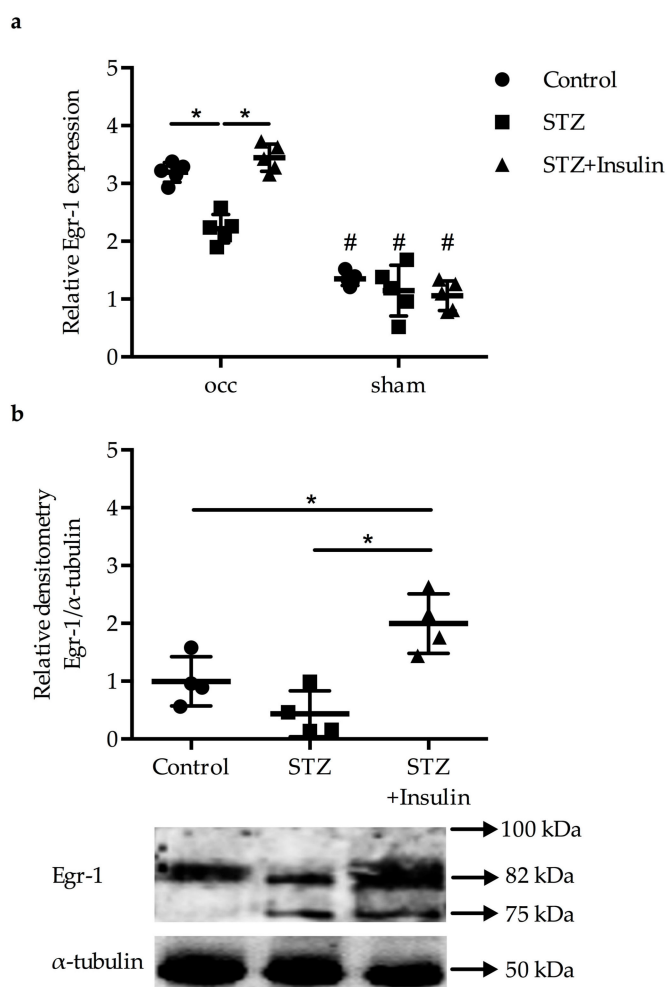 a
Relative Egr-1 expression
5
4
3
2
1
0
* *
# # #
occ sham
Control
STZ
STZ+Insulin
b
Relative densitometry
Egr-1/α-tubulin
5
4
3
2
1
0
*
*
Control STZ STZ
+Insulin
Egr-1
100 kDa
82 kDa
75 kDa
α-tubulin
50 kDa